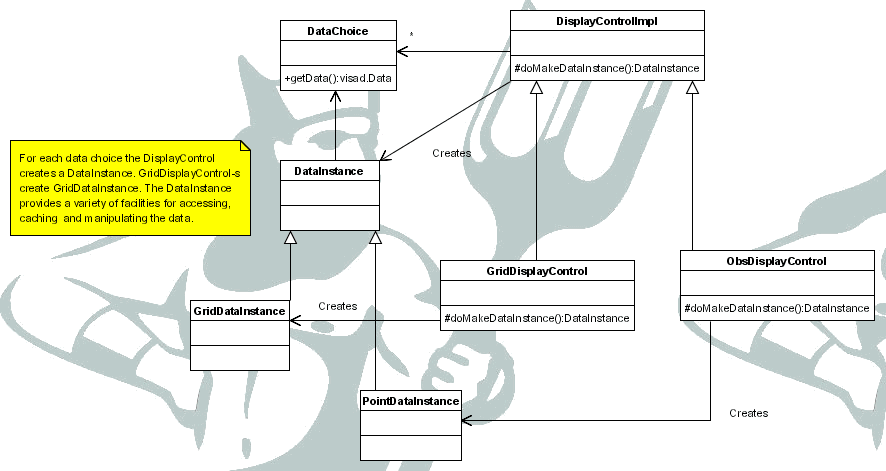 DataChoice
+getData():visad.Data
*
DisplayControlImpl
#doMakeDataInstance():DataInstance
For each data choice the DisplayControl
creates a DataInstance. GridDisplayControl-s
create GridDataInstance. The DataInstance
provides a variety of facilities for accessing,
caching and manipulating the data.
DataInstance
Creates
GridDisplayControl
#doMakeDataInstance():DataInstance
ObsDisplayControl
#doMakeDataInstance():DataInstance
GridDataInstance
Creates
PointDataInstance
Creates